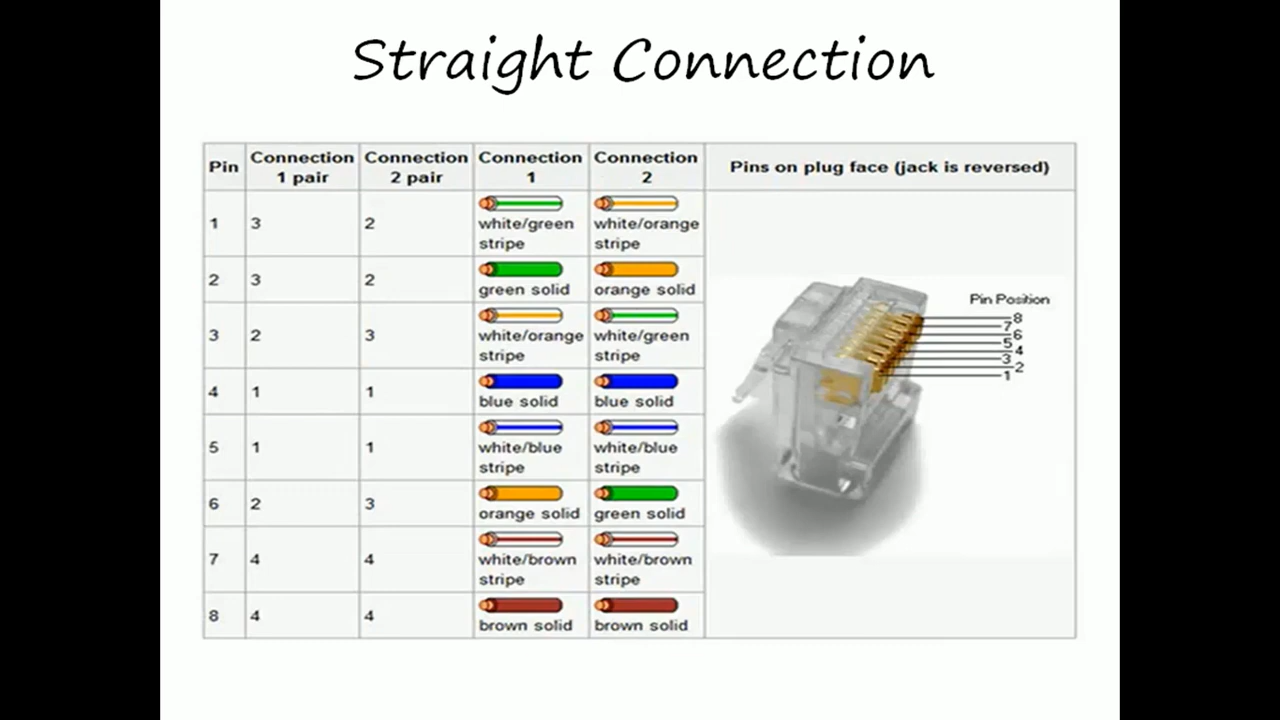 Straight Connection
Pin
Connection
1 pair
Connection
2 pair
Connection
1
Connection
2
Pins on plug face (jack is reversed)
1
3
2
white/green
stripe
white/orange
stripe
2
3
2
green solid
orange solid
3
2
3
white/orange
stripe
white/green
stripe
4
1
1
blue solid
blue solid
5
1
1
white/blue
stripe
white/blue
stripe
6
2
3
orange solid
green solid
7
4
4
white/brown
stripe
white/brown
stripe
8
4
4
brown solid
brown solid
Pin Position
8
7
6
5
4
3
2
1